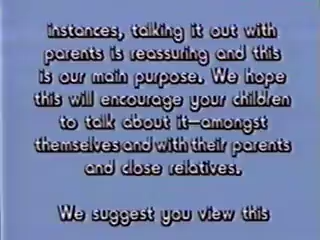 instances, talking it out with
parents is reassuring and this
is our main purpose. We hope
this will encourage your children
to talk about it—amongst
themselves and with their parents
and close relatives.
We suggest you view this